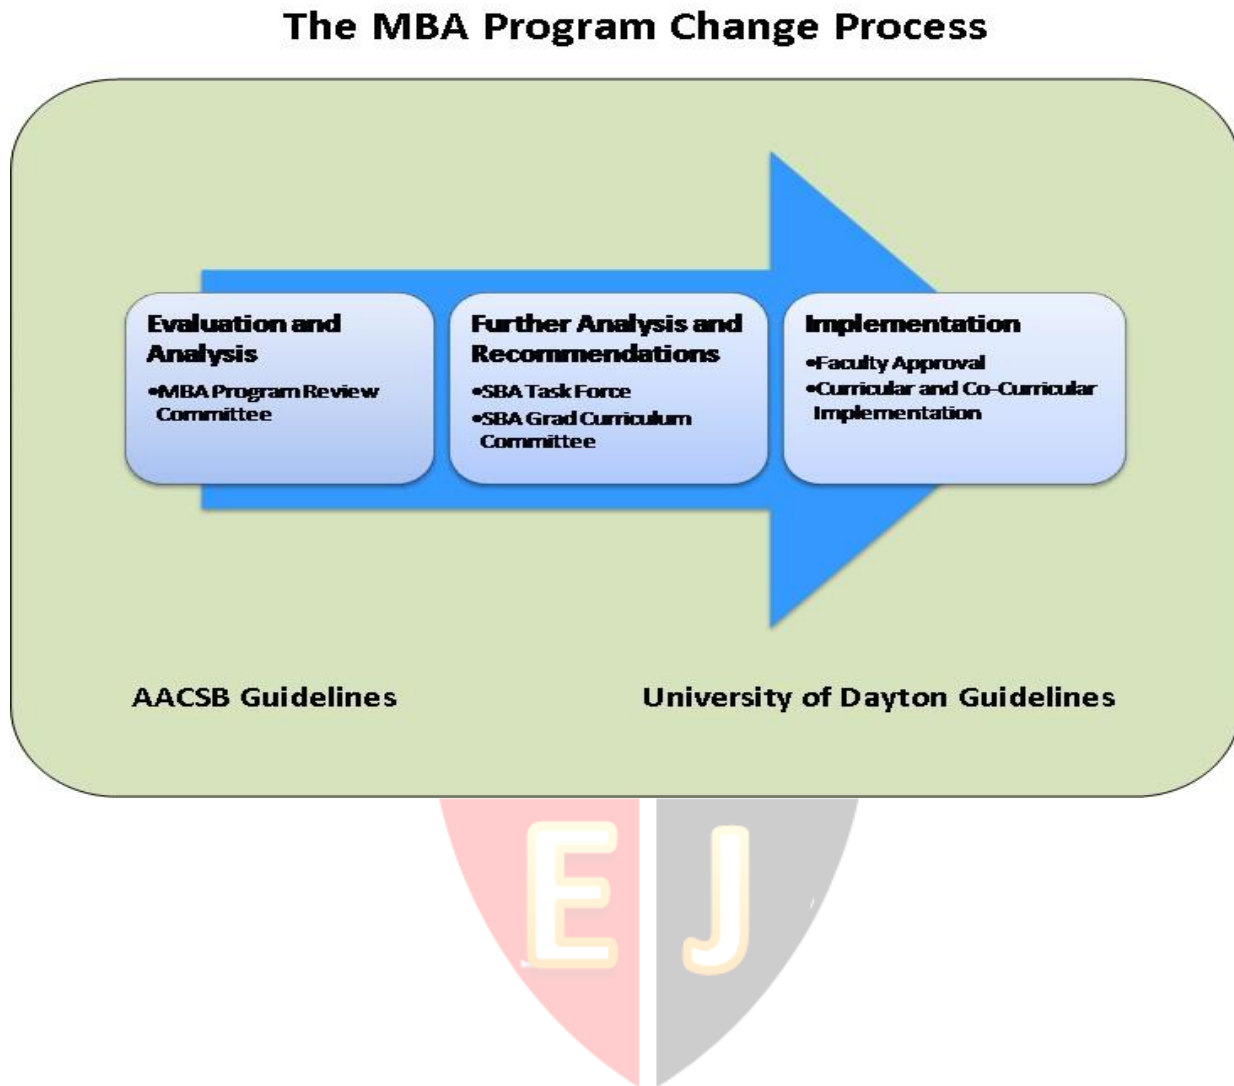 The MBA Program Change Process
Evaluation and
Analysis
•MBA Program Review
Committee
Further Analysis and
Recommendations
•SBA Task Force
•SBA Grad Curriculum
Committee
Implementation
•Faculty Approval
•Curricular and Co-Curricular
Implementation
AACSB Guidelines
University of Dayton Guidelines
E J